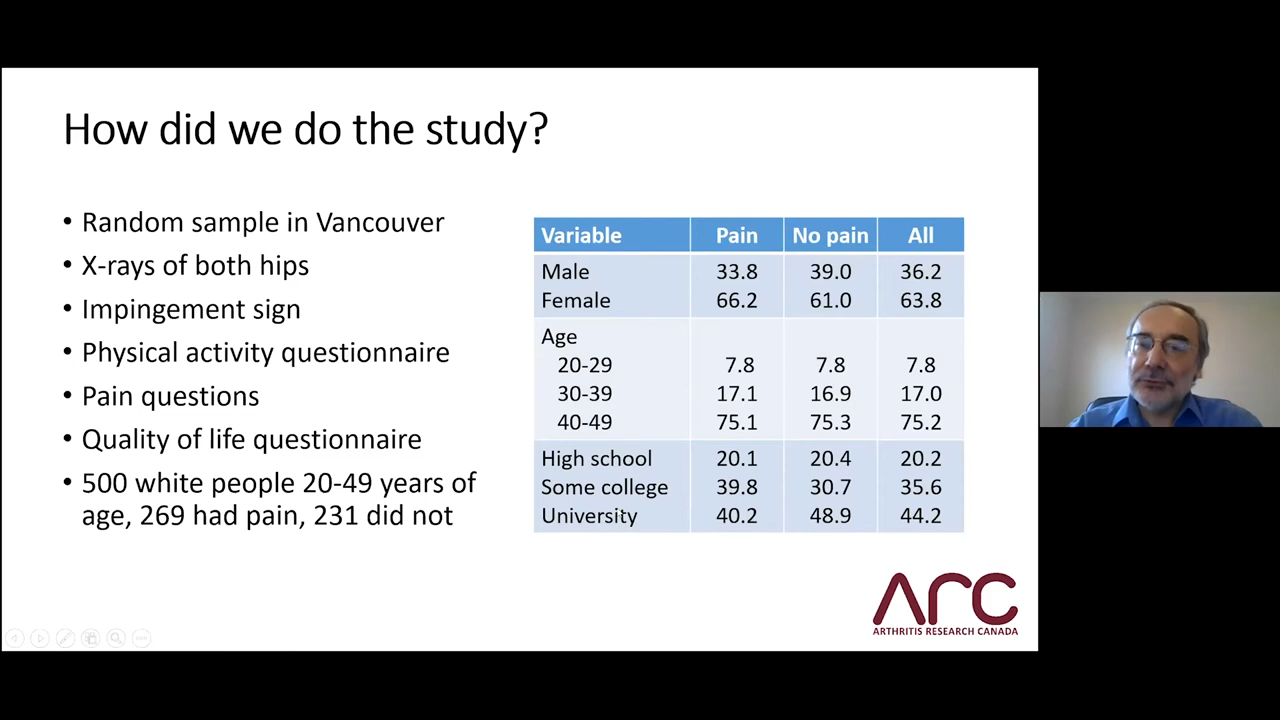 How did we do the study?
• Random sample in Vancouver
• X-rays of both hips
• Impingement sign
• Physical activity questionnaire
• Pain questions
• Quality of life questionnaire
• 500 white people 20-49 years of
age, 269 had pain, 231 did not
Variable Pain No pain All
Male 33.8 39.0 36.2
Female 66.2 61.0 63.8
Age
20-29 7.8 7.8 7.8
30-39 17.1 16.9 17.0
40-49 75.1 75.3 75.2
High school 20.1 20.4 20.2
Some college 39.8 30.7 35.6
University 40.2 48.9 44.2
ARC
ARTHRITIS RESEARCH CANADA